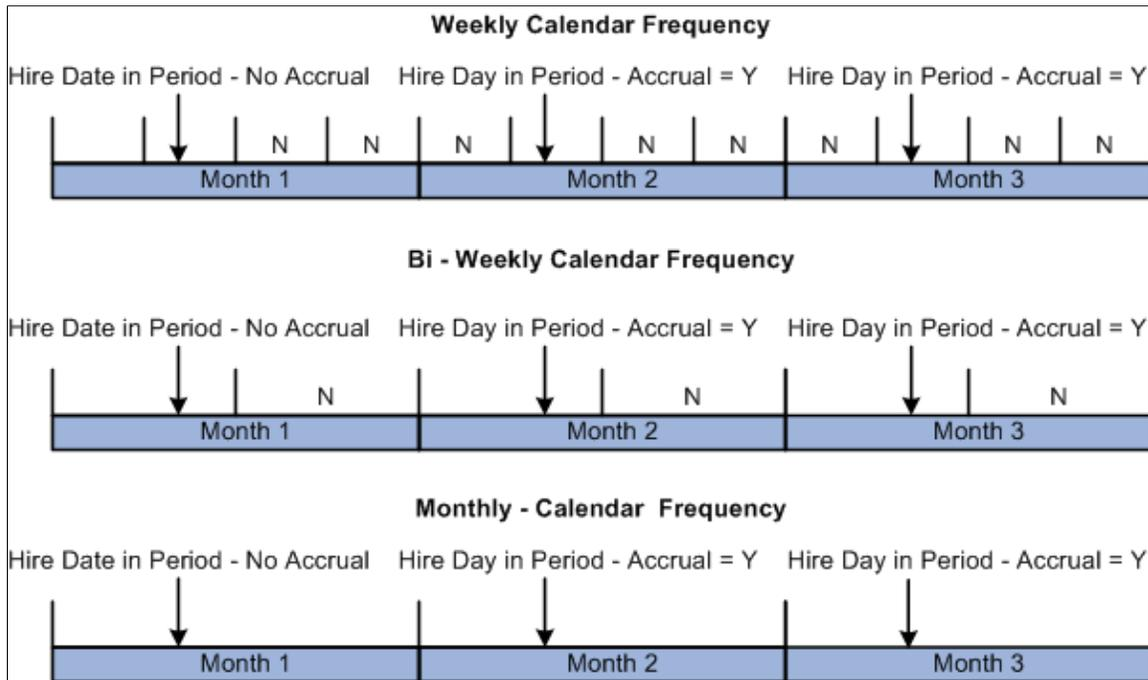 Weekly Calendar Frequency
Hire Date in Period - No Accrual Hire Day in Period - Accrual = Y Hire Day in Period - Accrual = Y
N N N N N N N N
Month 1 Month 2 Month 3
Bi - Weekly Calendar Frequency
Hire Date in Period - No Accrual Hire Day in Period - Accrual = Y Hire Day in Period - Accrual = Y
N N N
Month 1 Month 2 Month 3
Monthly - Calendar Frequency
Hire Date in Period - No Accrual Hire Day in Period - Accrual = Y Hire Day in Period - Accrual = Y
Month 1 Month 2 Month 3